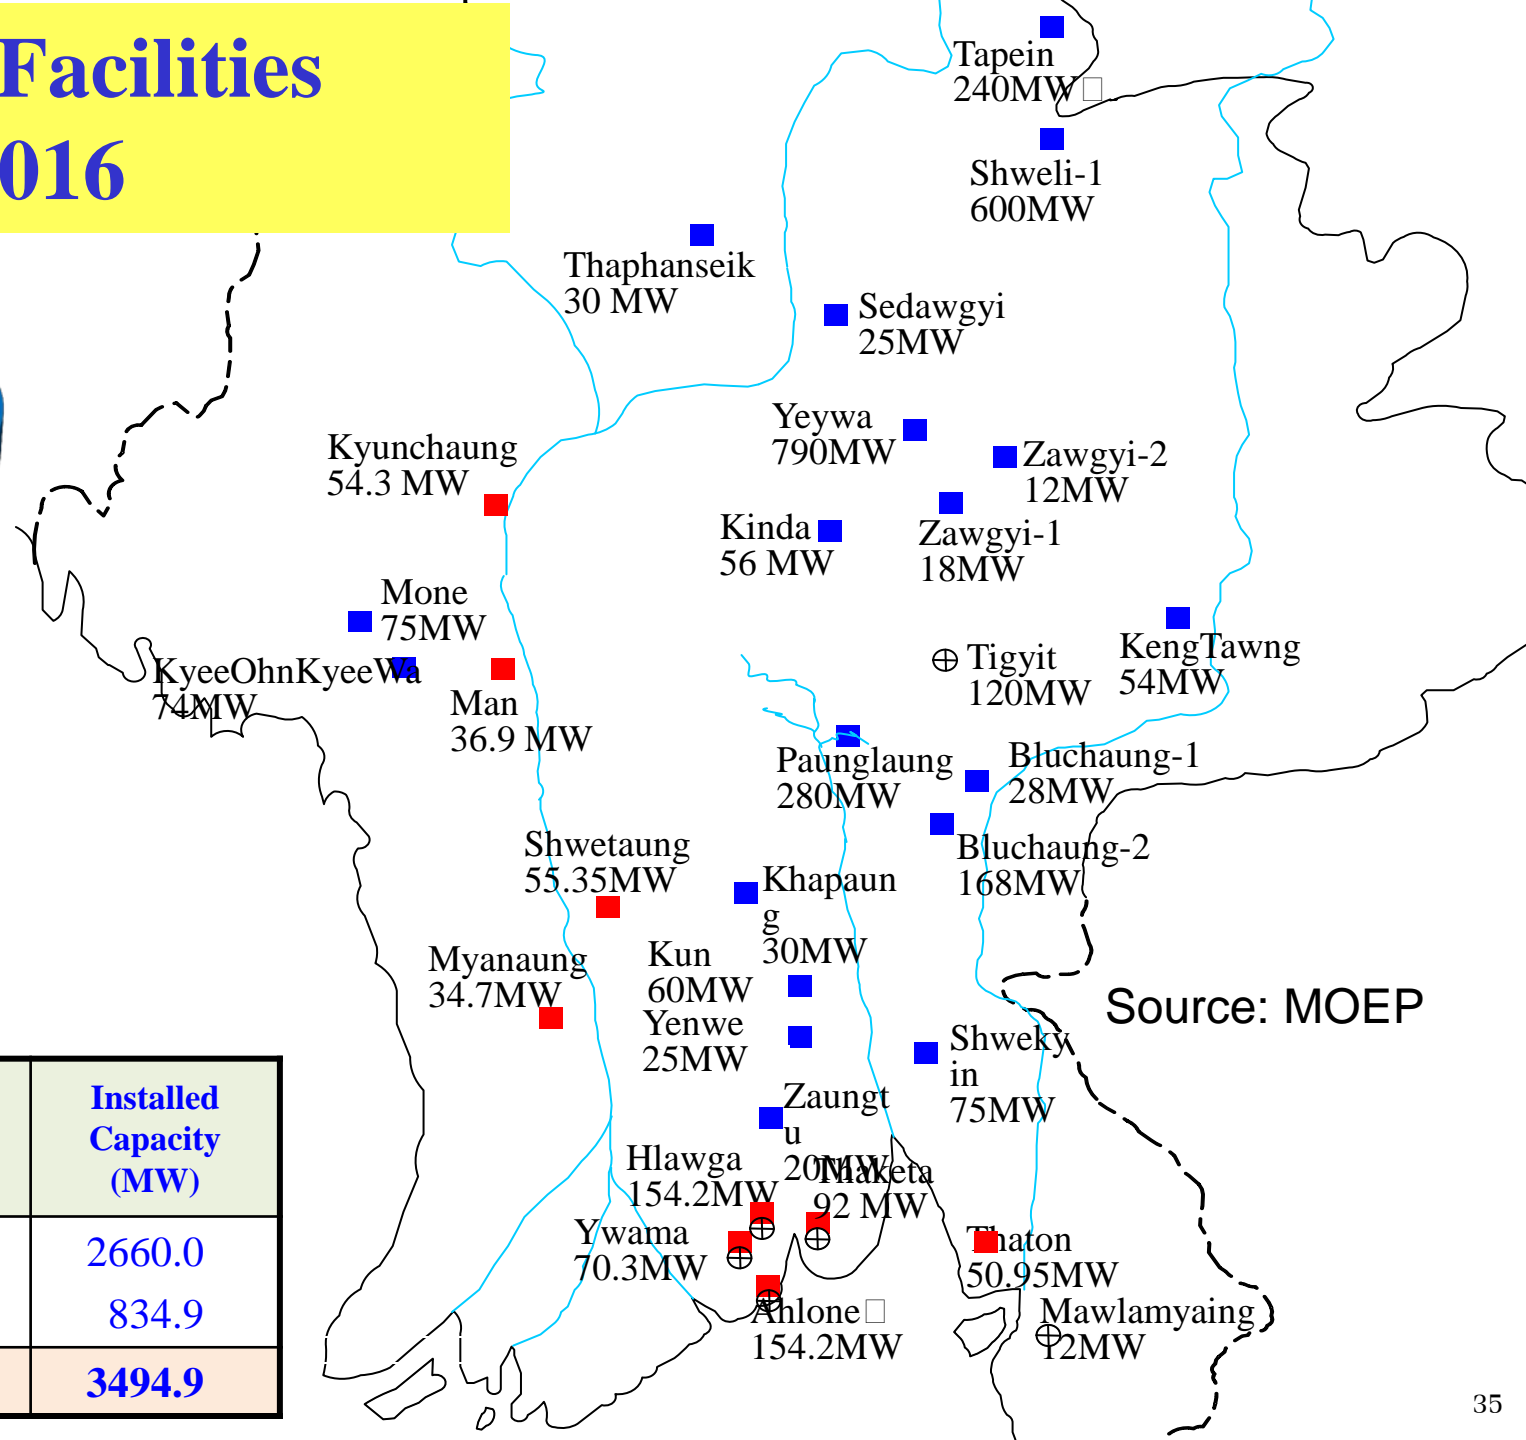 Facilities
016
Tapein
240MW
Shweli-1
600MW
Thaphanseik
30 MW
Sedawgyi
25MW
Yeywa
790MW
Zawgyi-2
12MW
Kyunchaung
54.3 MW
Kinda
56 MW
Zawgyi-1
18MW
Mone
75MW
KyeeOhnKyeeWa
74MW
Man
36.9 MW
Tigyit
120MW
KengTawng
54MW
Paunglaung
280MW
Bluchaung-1
28MW
Bluchaung-2
168MW
Shwetaung
55.35MW
Khapaun
g
30MW
Myanaung
34.7MW
Kun
60MW
Yenwe
25MW
Source: MOEP
Shweky
in
75MW
Zaungt
u
20MW
Hlawga
154.2MW
Thaketa
92 MW
Ywama
70.3MW
Thaton
50.95MW
Ahlone
154.2MW
Mawlamyaing
12MW
Installed
Capacity
(MW)
2660.0
834.9
3494.9
35